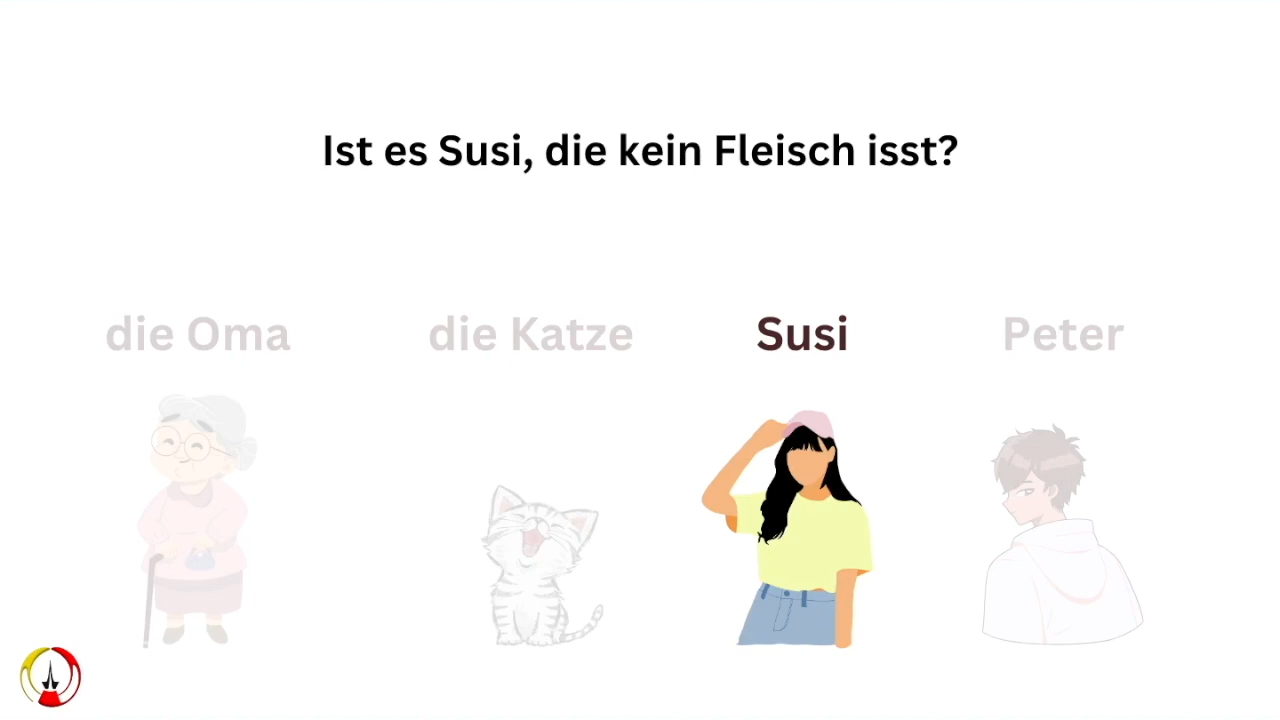 Ist es Susi, die kein Fleisch isst?
die Oma die Katze Susi Peter